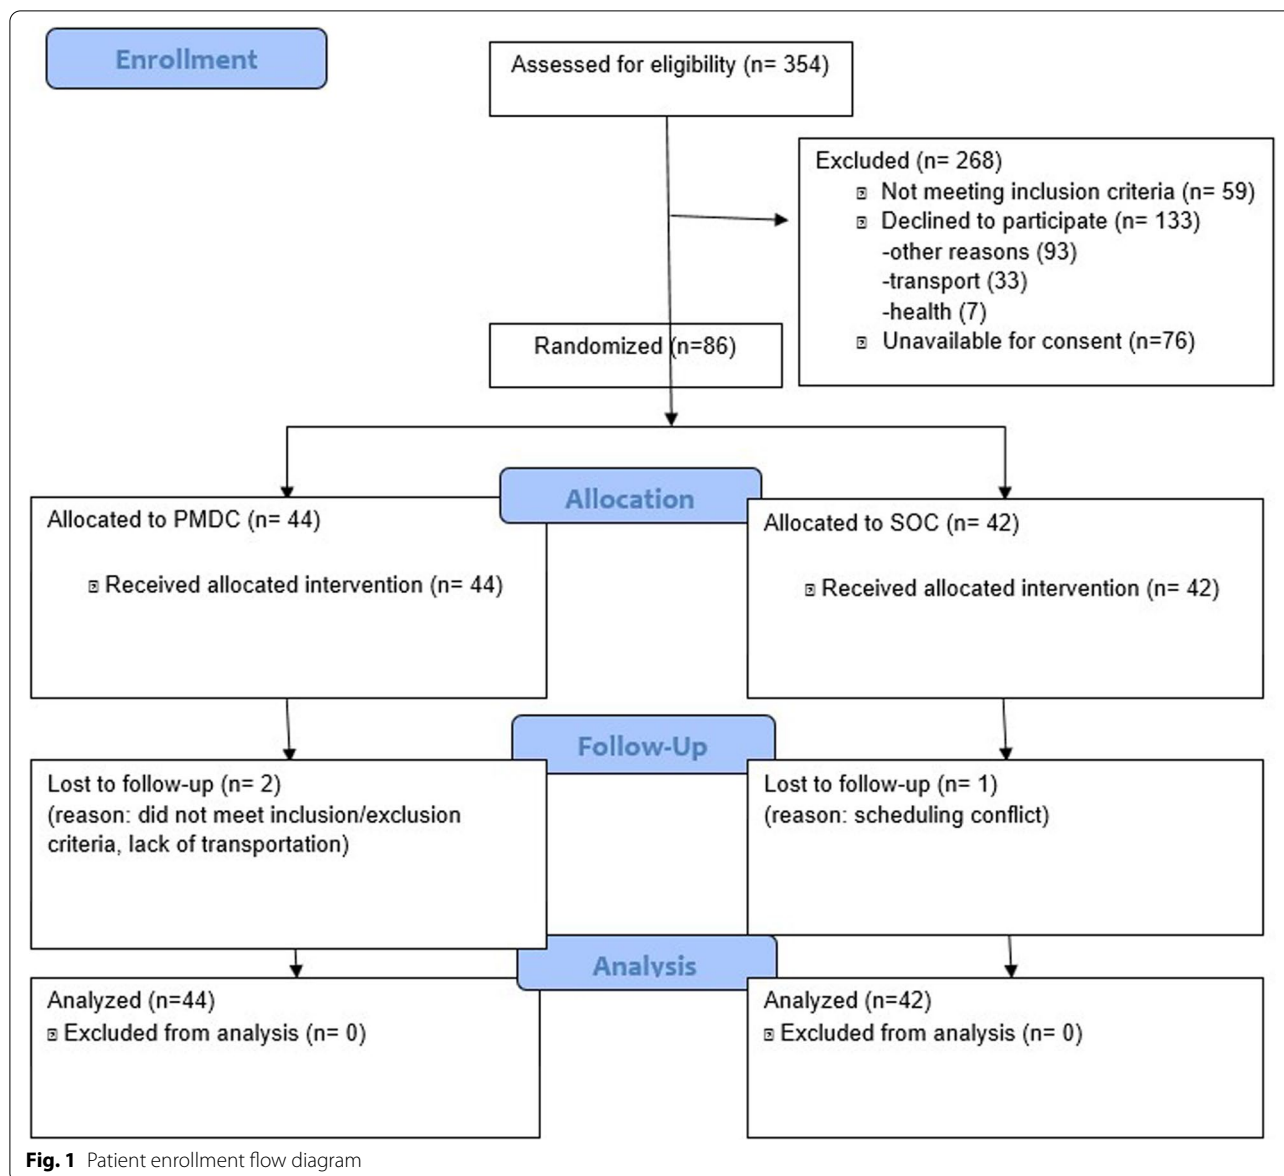 Enrollment
Assessed for eligibility (n= 354)
Excluded (n= 268)
Not meeting inclusion criteria (n= 59)
Declined to participate (n= 133)
-other reasons (93)
-transport (33)
-health (7)
Unavailable for consent (n=76)
Randomized (n=86)
Allocation
Allocated to PMDC (n= 44)
Received allocated intervention (n= 44)
Allocated to SOC (n= 42)
Received allocated intervention (n= 42)
Follow-Up
Lost to follow-up (n= 2)
(reason: did not meet inclusion/exclusion
criteria, lack of transportation)
Lost to follow-up (n= 1)
(reason: scheduling conflict)
Analysis
Analyzed (n=44)
Excluded from analysis (n= 0)
Analyzed (n=42)
Excluded from analysis (n= 0)
Fig. 1 Patient enrollment flow diagram